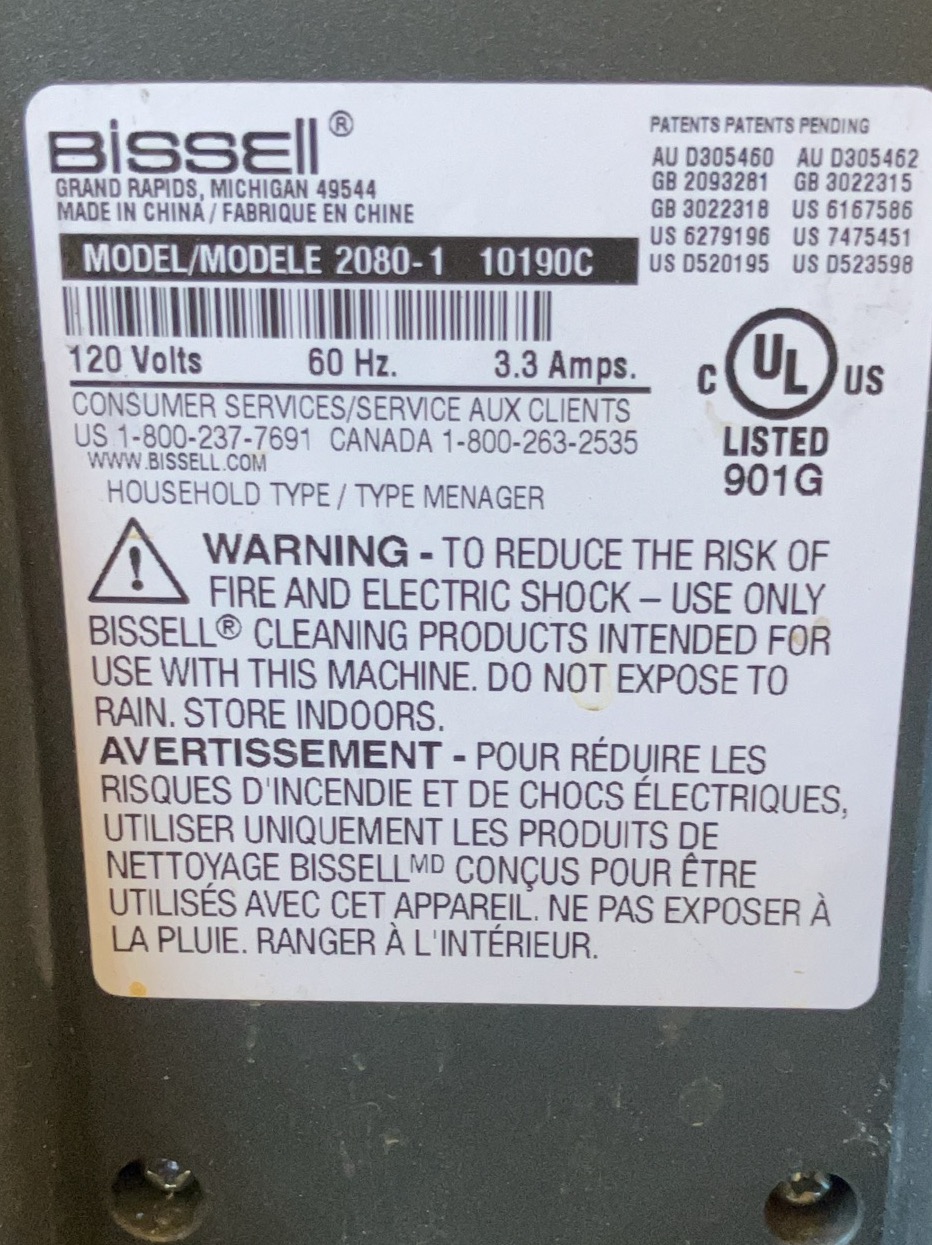 BISSELL®
GRAND RAPIDS, MICHIGAN 49544
MADE IN CHINA / FABRIQUE EN CHINE
MODEL/MODELE 2080-1 10190C
120 Volts 60 Hz. 3.3 Amps.
CONSUMER SERVICES/SERVICE AUX CLIENTS
US 1-800-237-7691 CANADA 1-800-263-2535
WWW.BISSELL.COM
HOUSEHOLD TYPE / TYPE MENAGER
PATENTS PATENTS PENDING
AU D305460 AU D305462
GB 2093281 GB 3022315
GB 3022318 US 6167586
US 6279196 US 7475451
US D520195 US D523598
C UL US
LISTED
901G
WARNING - TO REDUCE THE RISK OF
FIRE AND ELECTRIC SHOCK – USE ONLY
BISSELL® CLEANING PRODUCTS INTENDED FOR
USE WITH THIS MACHINE. DO NOT EXPOSE TO
RAIN. STORE INDOORS.
AVERTISSEMENT - POUR RÉDUIRE LES
RISQUES D'INCENDIE ET DE CHOCS ÉLECTRIQUES,
UTILISER UNIQUEMENT LES PRODUITS DE
NETTOYAGE BISSELLMD CONÇUS POUR ÊTRE
UTILISÉS AVEC CET APPAREIL. NE PAS EXPOSER À
LA PLUIE. RANGER À L'INTÉRIEUR.